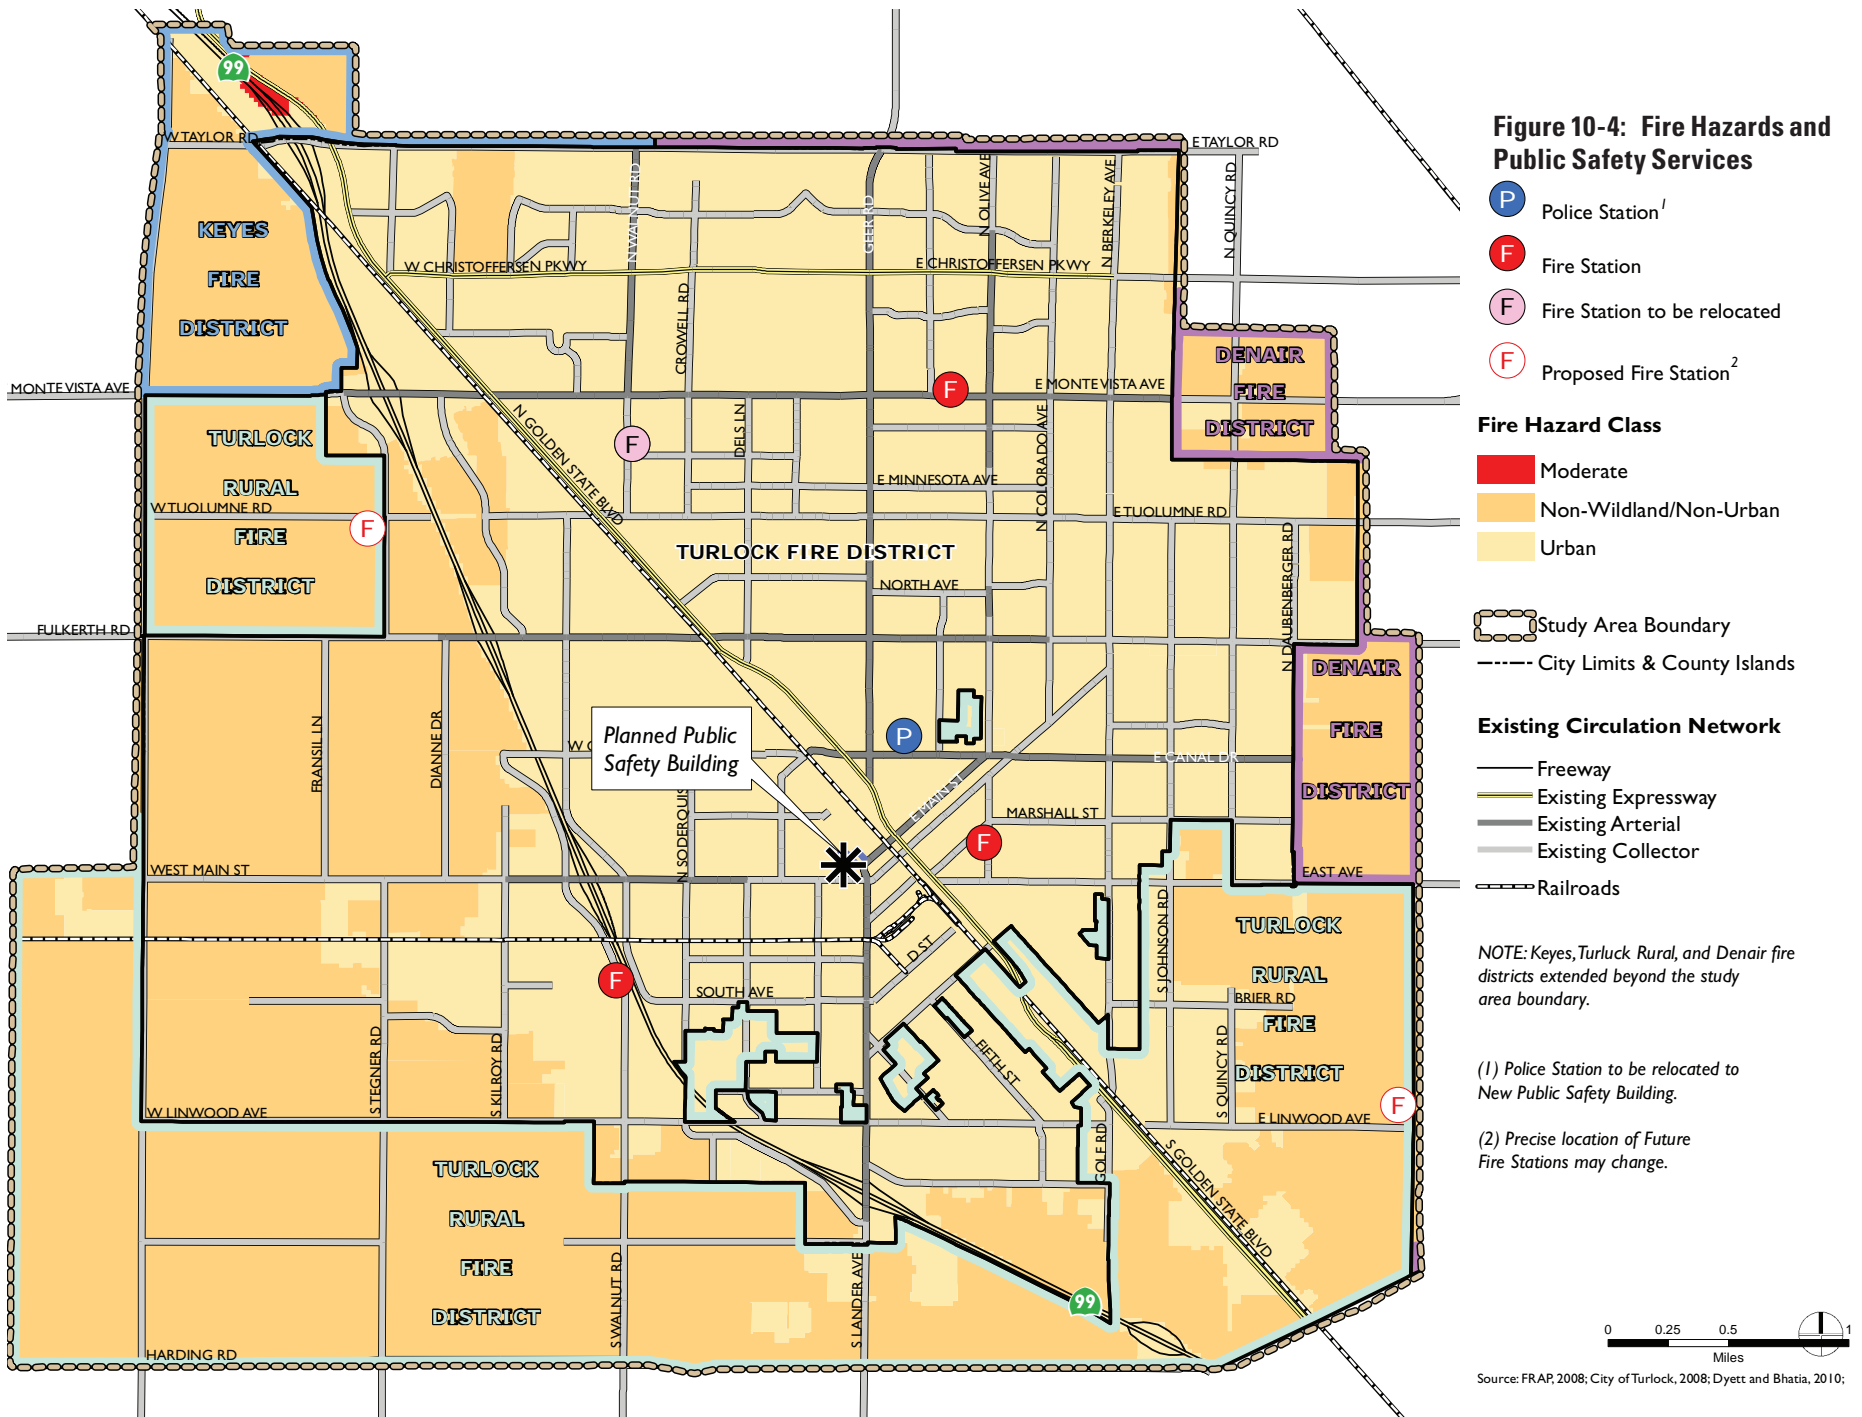 99
W TAYLOR RD
E TAYLOR RD
KEYES
FIRE
DISTRICT
N WALNUT RD
GEER RD
N OLIVE AVE
N BERKELEY AVE
N QUINCY RD
W CHRISTOFFERSEN PKWY
E CHRISTOFFERSEN PKWY
CROWELL RD
DENAIR
FIRE
DISTRICT
MONTE VISTA AVE
E MONTE VISTA AVE
F
F
N GOLDEN STATE BLVD
DELS LN
N COLORADO AVE
TURLOCK
RURAL
FIRE
DISTRICT
W TUOLUMNE RD
F
E MINNESOTA AVE
E TUOLUMNE RD
TURLOCK FIRE DISTRICT
NORTH AVE
N DAUBENBERGER RD
FULKERTH RD
FRANSIL LN
DIANNE DR
DENAIR
FIRE
DISTRICT
P
Planned Public
Safety Building
W C
E CANAL DR
E MAIN ST
MARSHALL ST
F
N SODERQUIS
WEST MAIN ST
EAST AVE
TURLOCK
RURAL
FIRE
DISTRICT
S JOHNSON RD
D ST
F
SOUTH AVE
BRIER RD
S TEGNER RD
S KILROY RD
FIFTH ST
S QUINCY RD
F
W LINWOOD AVE
E LINWOOD AVE
GOLF RD
S GOLDEN STATE BLVD
TURLOCK
RURAL
FIRE
DISTRICT
S WALNUT RD
S LANDER AVE
99
HARDING RD
Figure 10-4: Fire Hazards and
Public Safety Services
P Police Station1
F Fire Station
F Fire Station to be relocated
F Proposed Fire Station2
Fire Hazard Class
Moderate
Non-Wildland/Non-Urban
Urban
Study Area Boundary
City Limits & County Islands
Existing Circulation Network
Freeway
Existing Expressway
Existing Arterial
Existing Collector
Railroads
NOTE: Keyes, Turluck Rural, and Denair fire
districts extended beyond the study
area boundary.
(1) Police Station to be relocated to
New Public Safety Building.
(2) Precise location of Future
Fire Stations may change.
0 0.25 0.5 1
Miles
Source: FRAP, 2008; City of Turlock, 2008; Dyett and Bhatia, 2010;